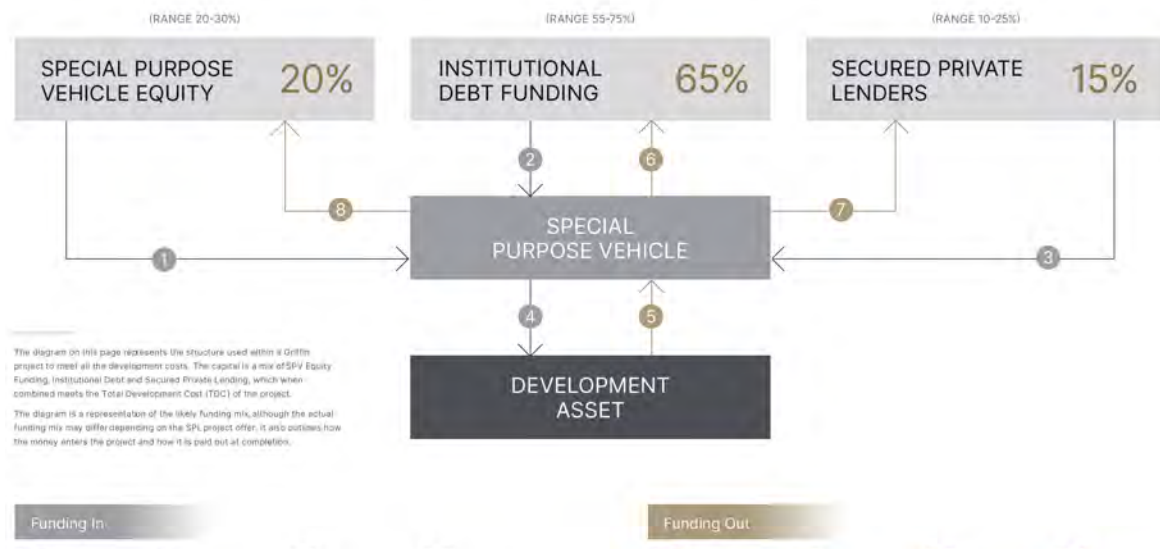 (RANGE 20-30%)
(RANGE 55-75%)
(RANGE 10-25%)
SPECIAL PURPOSE
VEHICLE EQUITY
20%
INSTITUTIONAL
DEBT FUNDING
65%
SECURED PRIVATE
LENDERS
15%
2
6
8
7
SPECIAL
PURPOSE VEHICLE
1
3
4
5
The diagram on this page represents the structure used within a Griffin
project to meet all the development costs. The capital is a mix of SPV Equity
Funding, Institutional Debt and Secured Private Lending, which when
combined meets the Total Development Cost (TDC) of the project.
The diagram is a representation of the likely funding mix, although the actual
funding mix may differ depending on the SPL project offer. It also outlines how
the money enters the project and how it is paid out at completion.
DEVELOPMENT
ASSET
Funding In
Funding Out